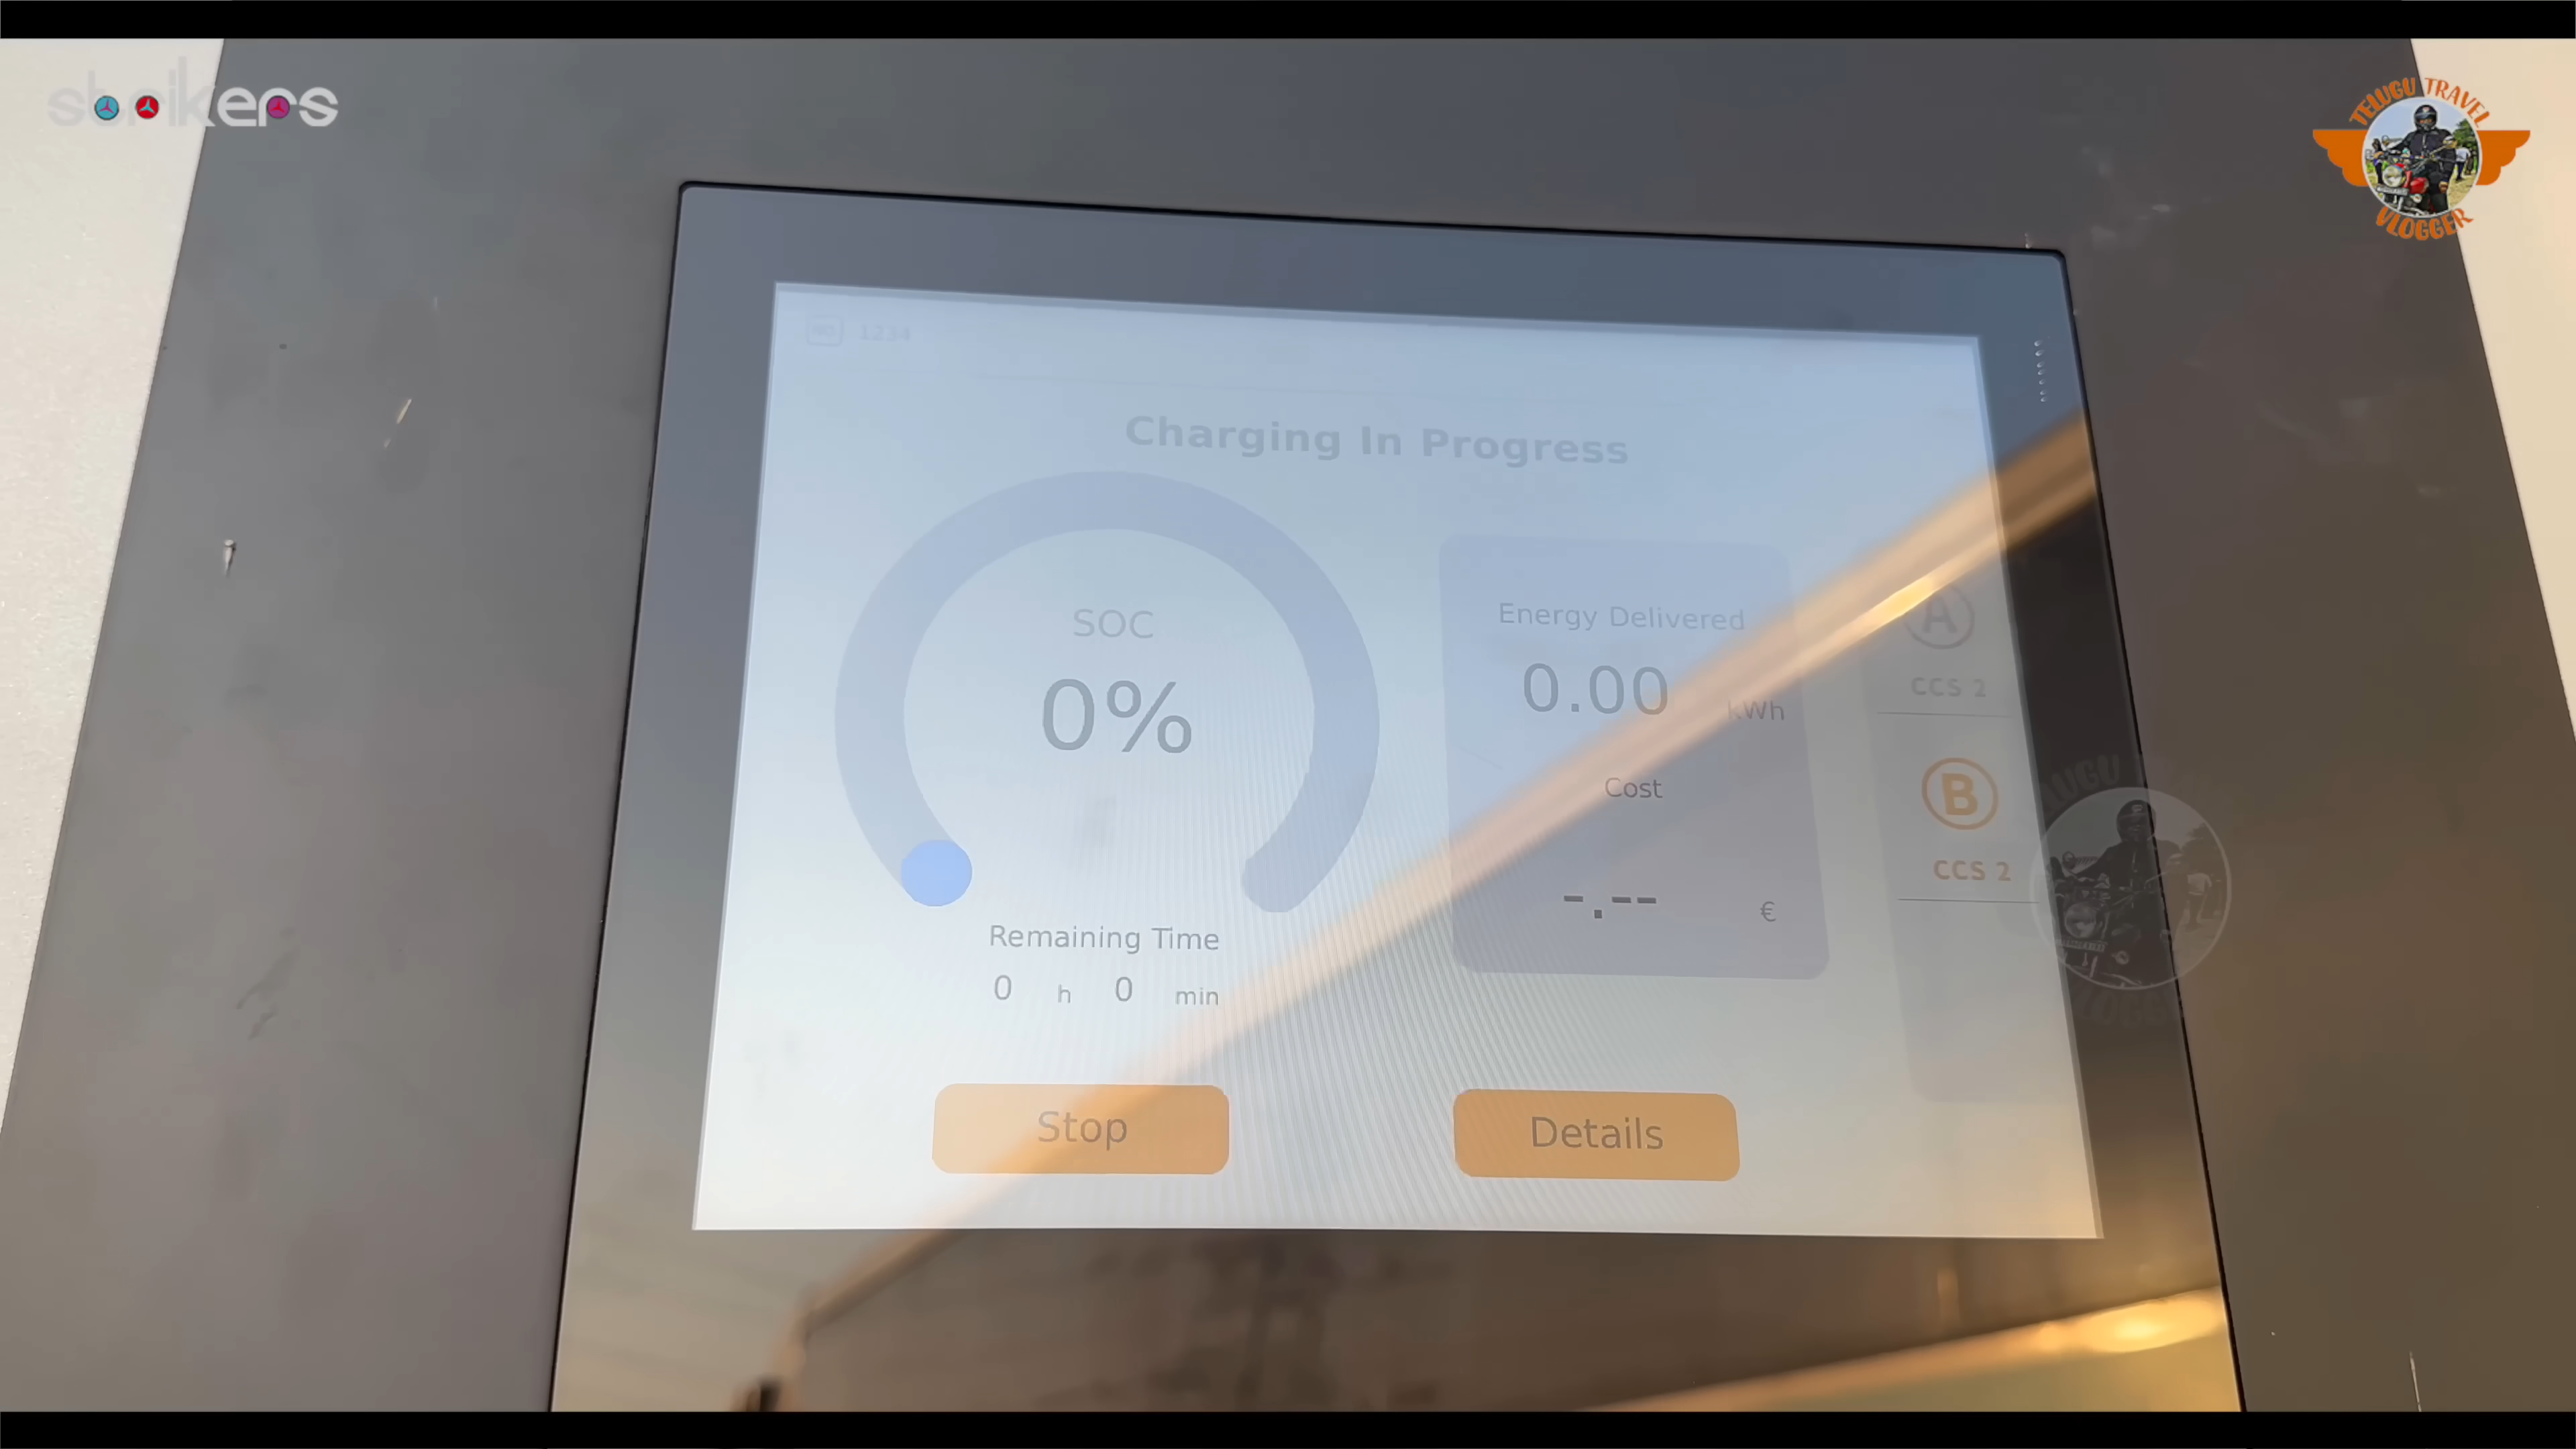 TELUGU TRAVEL
VLOGGER
1234
Charging In Progress
SOC
0%
Remaining Time
0 h 0 min
Energy Delivered
0.00 kWh
Cost
-.-- €
A
CCS 2
B
CCS 2
Stop Details